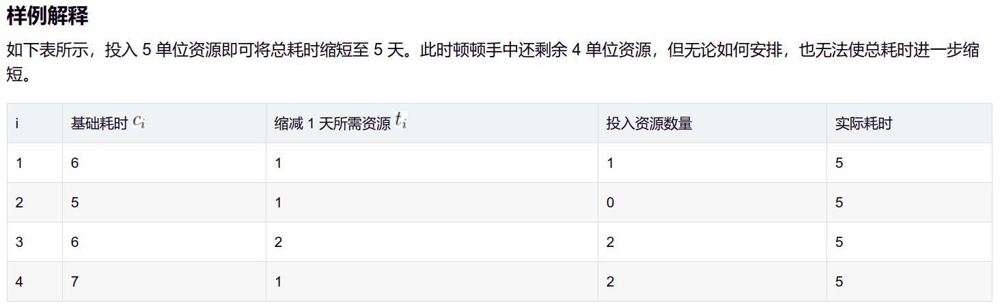 样例解释
如下表所示，投入 5 单位资源即可将总耗时缩短至 5 天。此时顿顿手中还剩余 4 单位资源，但无论如何安排，也无法使总耗时进一步缩
短。
i 基础耗时 cᵢ 缩减 1 天所需资源 tᵢ 投入资源数量 实际耗时
1 6 1 1 5
2 5 1 0 5
3 6 2 2 5
4 7 1 2 5